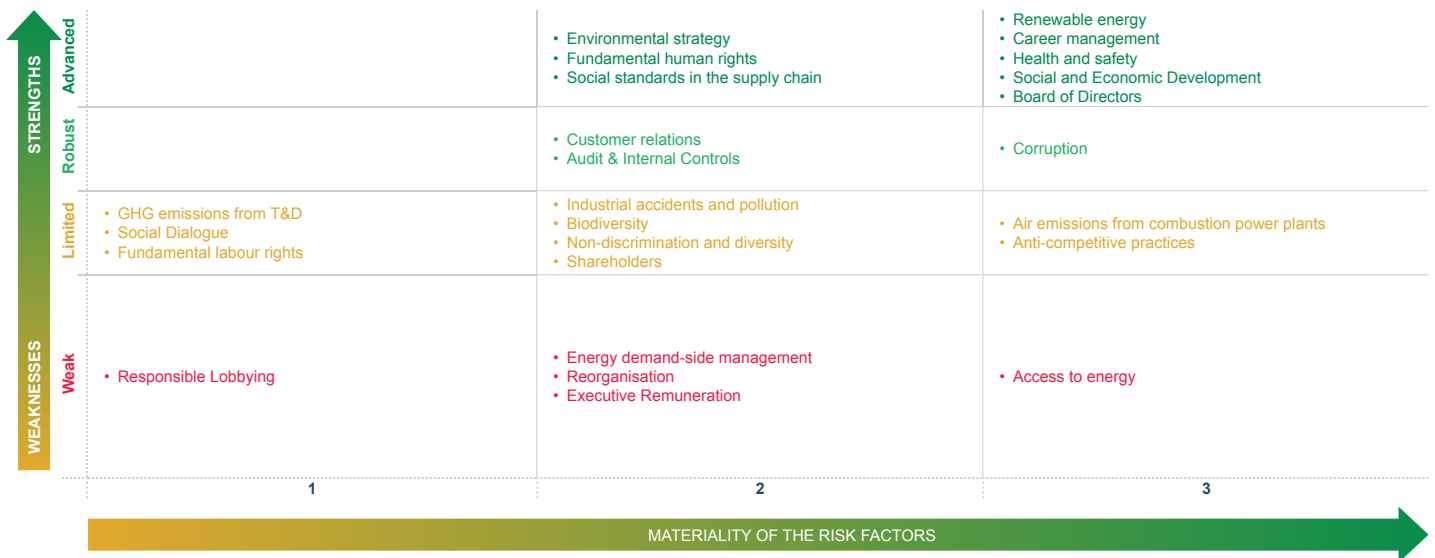 STRENGTHS
WEAKNESSES
Advanced
• Environmental strategy
• Fundamental human rights
• Social standards in the supply chain
• Renewable energy
• Career management
• Health and safety
• Social and Economic Development
• Board of Directors
Robust
• Customer relations
• Audit & Internal Controls
• Corruption
Limited
• GHG emissions from T&D
• Social Dialogue
• Fundamental labour rights
• Industrial accidents and pollution
• Biodiversity
• Non-discrimination and diversity
• Shareholders
• Air emissions from combustion power plants
• Anti-competitive practices
Weak
• Responsible Lobbying
• Energy demand-side management
• Reorganisation
• Executive Remuneration
• Access to energy
1
2
3
MATERIALITY OF THE RISK FACTORS